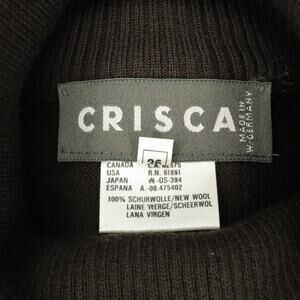 CRISCA
MADE IN
W.-GERMANY
36
CANADA
USA R.N. 61891
JAPAN
ESPANA A-08.475402
100% SCHURWOLLE/NEW WOOL
LAINE VIERGE/SCHEERWOL
LANA VIRGEN